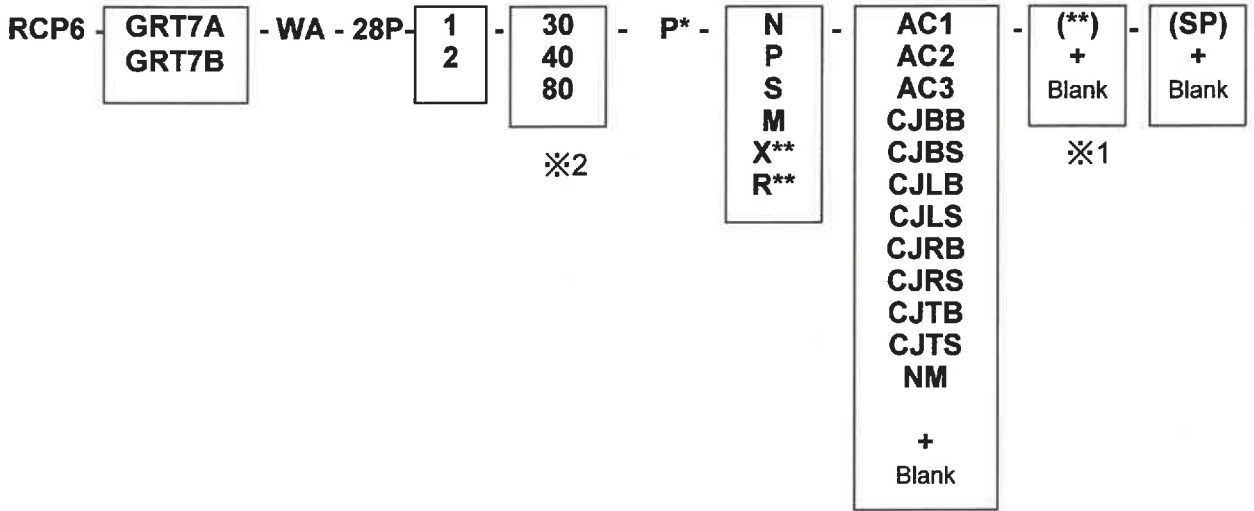 RCP6 - GRT7A - WA - 28P- 1 - 30 - P* - N - AC1 - (**) - (SP)
GRT7B 2 40 P AC2 + +
80 S AC3 Blank Blank
M CJBB
※2 X** CJBS ※1
R** CJLB
CJLS
CJRB
CJRS
CJTB
CJTS
NM
+
Blank